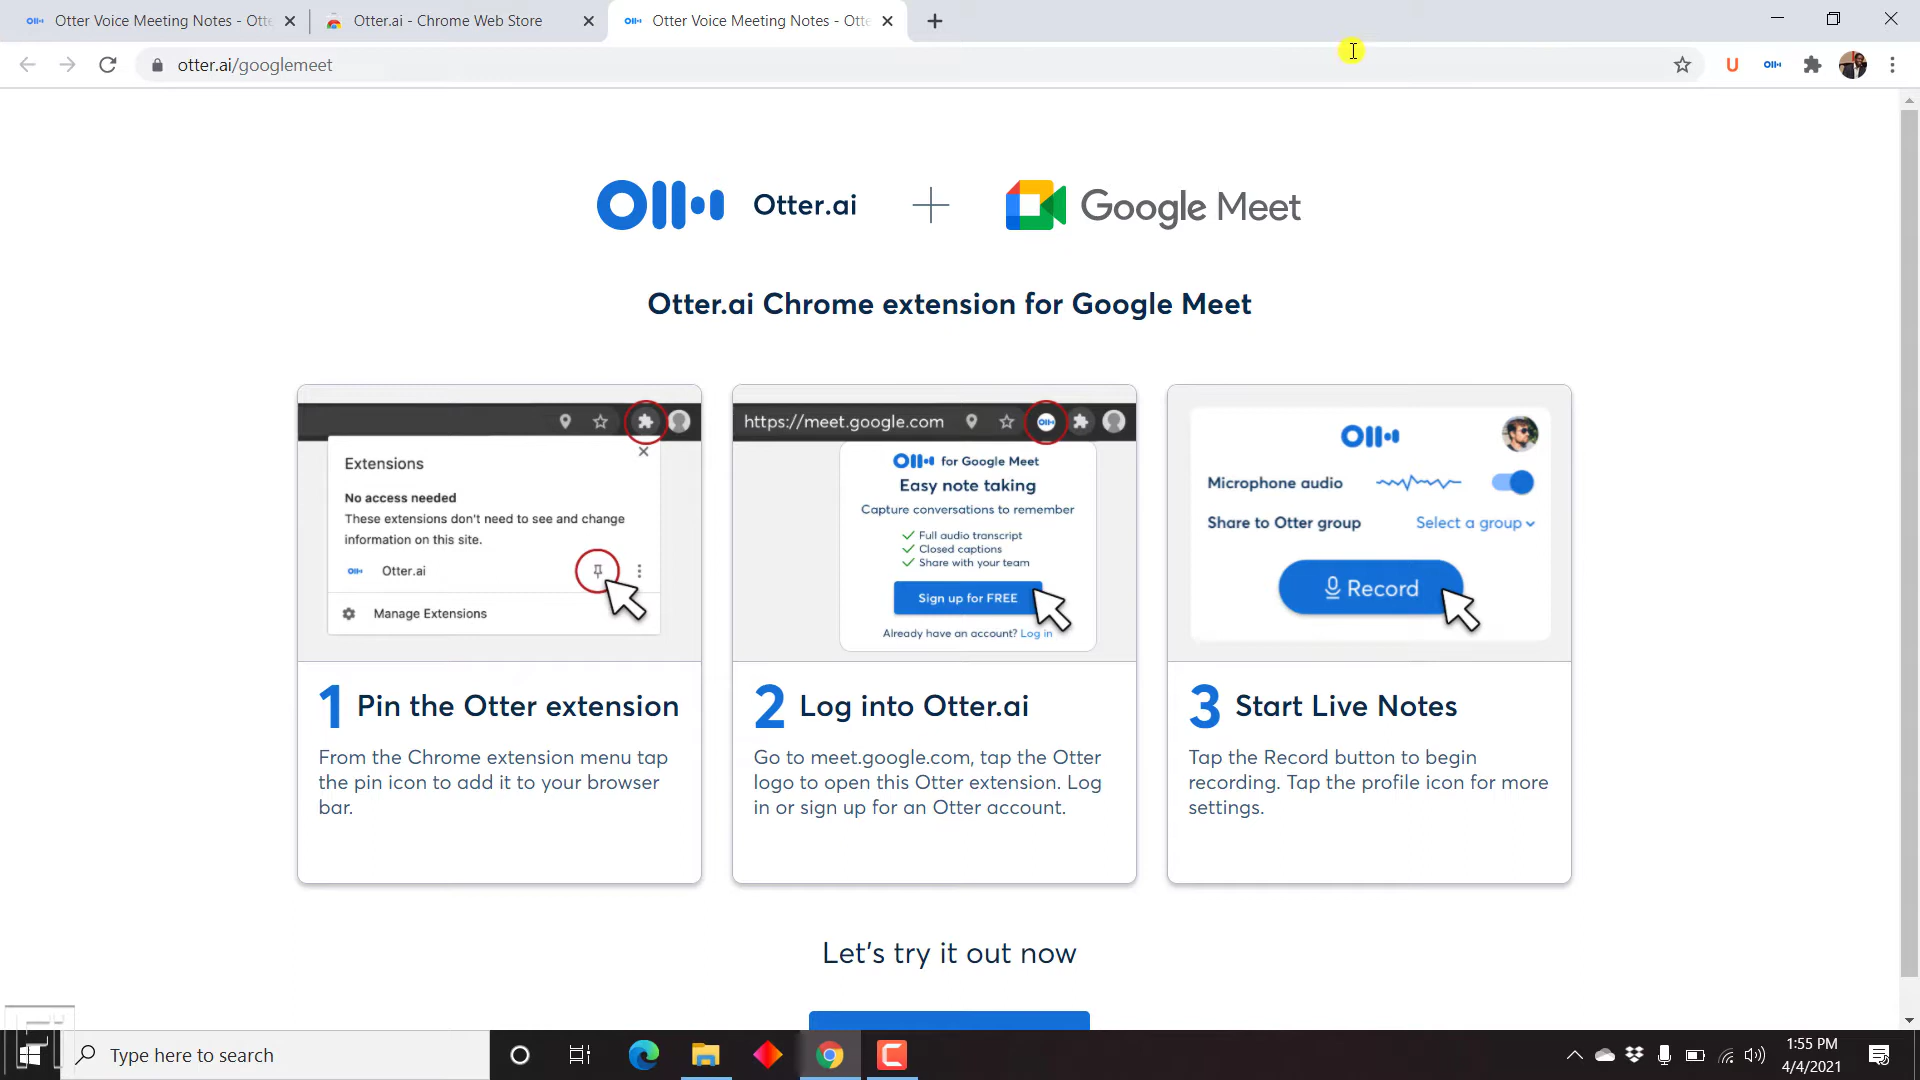 Otter Voice Meeting Notes - Otte
Otter.ai - Chrome Web Store
Otter Voice Meeting Notes - Otte
otter.ai/googlemeet
Otter.ai
Google Meet
Otter.ai Chrome extension for Google Meet
Extensions
No access needed
These extensions don't need to see and change
information on this site.
Otter.ai
Manage Extensions
https://meet.google.com
for Google Meet
Easy note taking
Capture conversations to remember
Full audio transcript
Closed captions
Share with your team
Sign up for FREE
Already have an account? Log in
Microphone audio
Share to Otter group Select a group
Record
1 Pin the Otter extension
From the Chrome extension menu tap
the pin icon to add it to your browser
bar.
2 Log into Otter.ai
Go to meet.google.com, tap the Otter
logo to open this Otter extension. Log
in or sign up for an Otter account.
3 Start Live Notes
Tap the Record button to begin
recording. Tap the profile icon for more
settings.
Let's try it out now
Type here to search
1:55 PM
4/4/2021